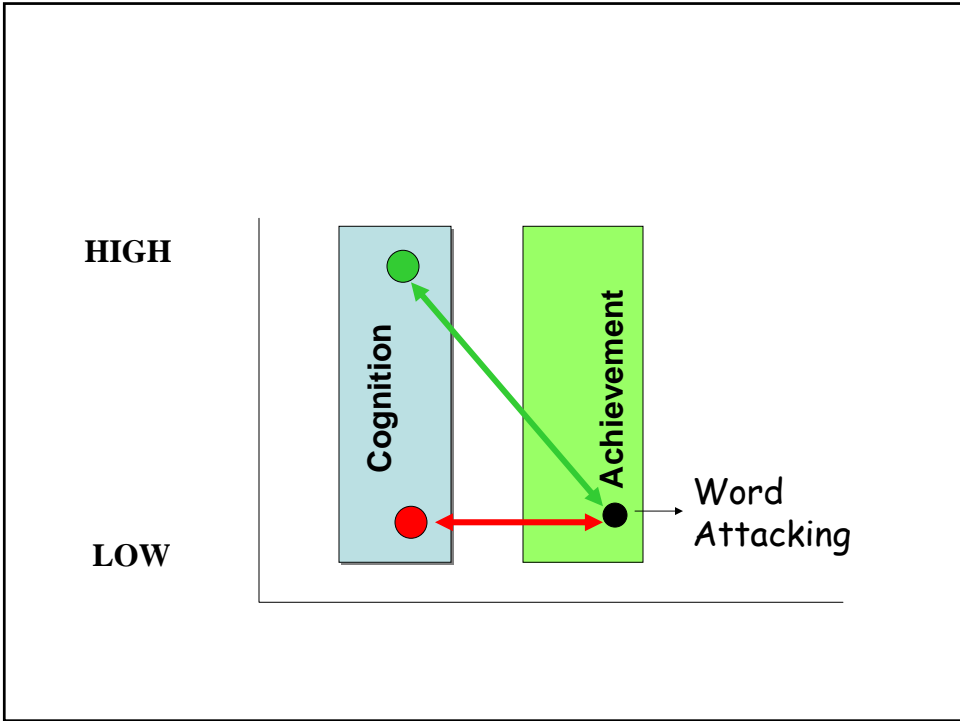 HIGH
Cognition
Achievement
Word
Attacking
LOW